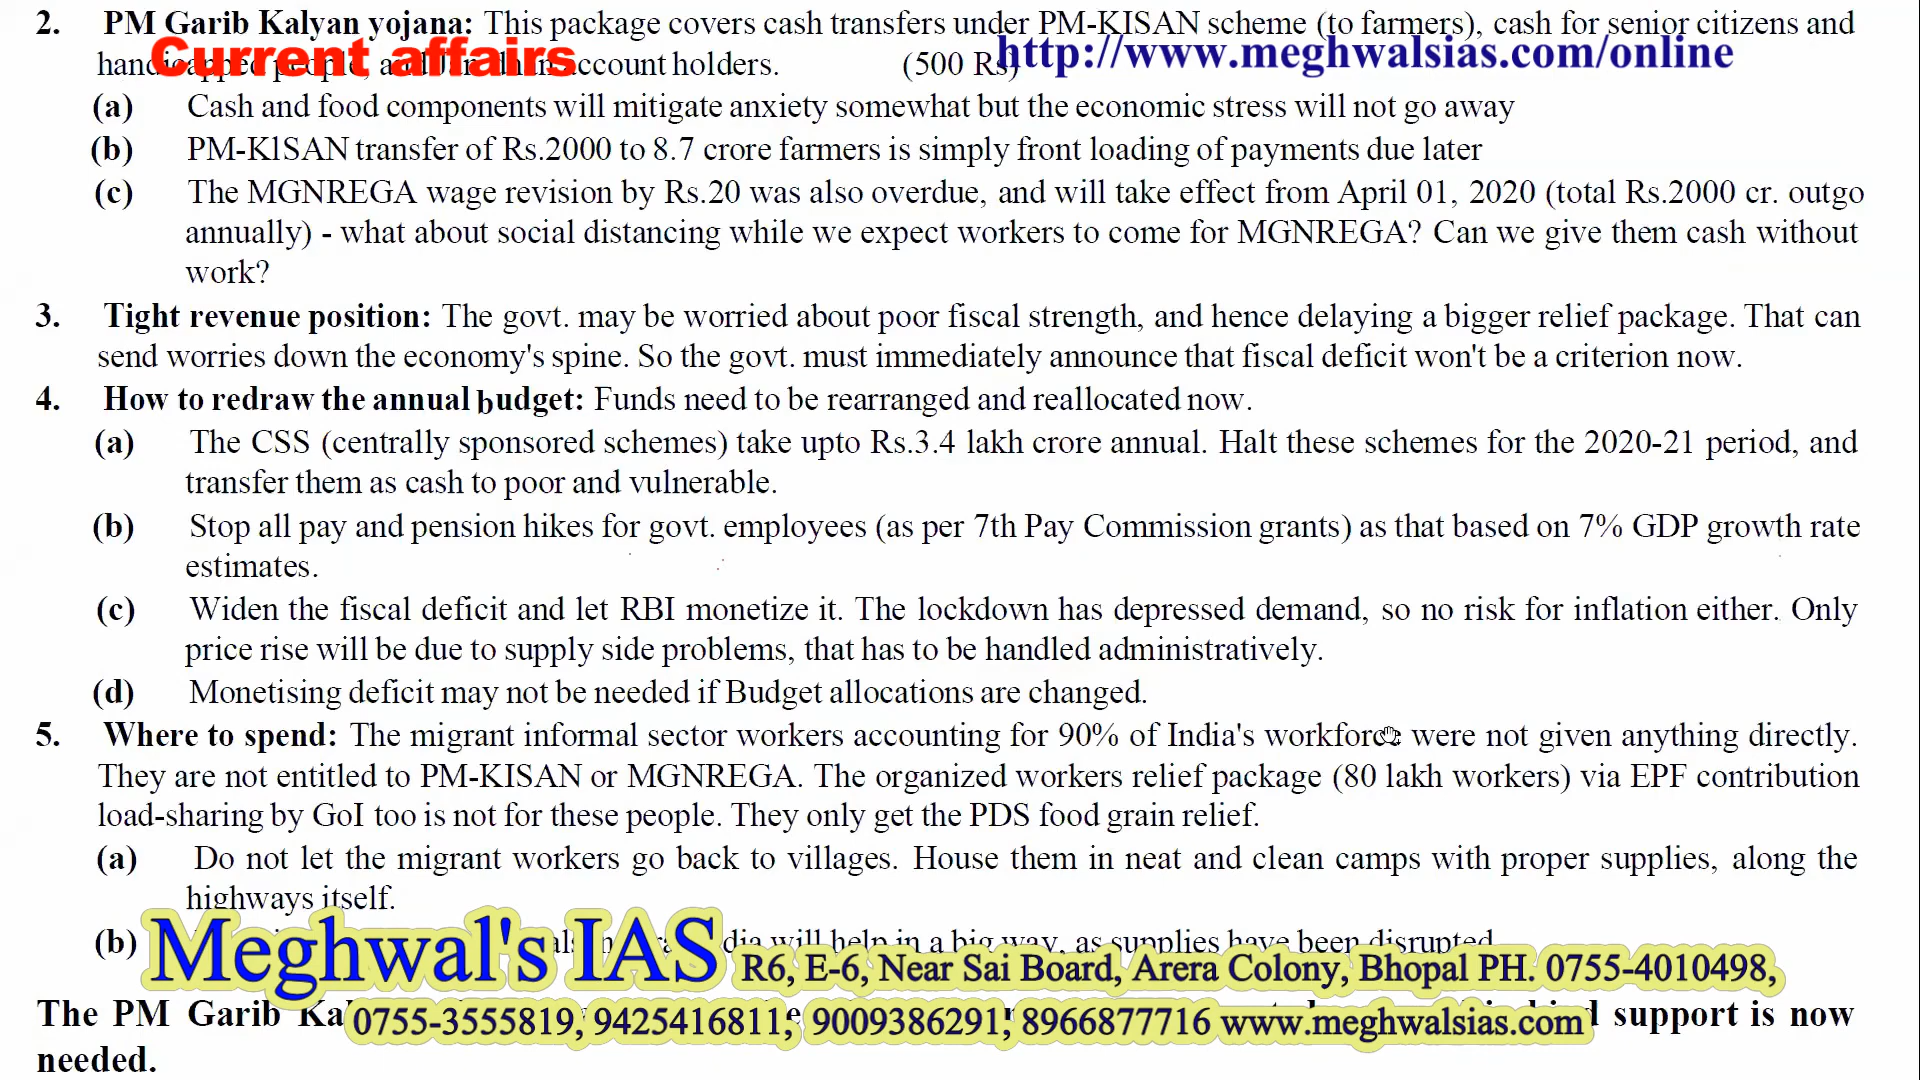 2. PM Garib Kalyan yojana: This package covers cash transfers under PM-KISAN scheme (to farmers), cash for senior citizens and
Current affairs
http://www.meghwalsias.com/online
account holders. (500 Rs)
(a) Cash and food components will mitigate anxiety somewhat but the economic stress will not go away
(b) PM-KlSAN transfer of Rs.2000 to 8.7 crore farmers is simply front loading of payments due later
(c) The MGNREGA wage revision by Rs.20 was also overdue, and will take effect from April 01, 2020 (total Rs.2000 cr. outgo
annually) - what about social distancing while we expect workers to come for MGNREGA? Can we give them cash without
work?
3. Tight revenue position: The govt. may be worried about poor fiscal strength, and hence delaying a bigger relief package. That can
send worries down the economy's spine. So the govt. must immediately announce that fiscal deficit won't be a criterion now.
4. How to redraw the annual budget: Funds need to be rearranged and reallocated now.
(a) The CSS (centrally sponsored schemes) take upto Rs.3.4 lakh crore annual. Halt these schemes for the 2020-21 period, and
transfer them as cash to poor and vulnerable.
(b) Stop all pay and pension hikes for govt. employees (as per 7th Pay Commission grants) as that based on 7% GDP growth rate
estimates.
(c) Widen the fiscal deficit and let RBI monetize it. The lockdown has depressed demand, so no risk for inflation either. Only
price rise will be due to supply side problems, that has to be handled administratively.
(d) Monetising deficit may not be needed if Budget allocations are changed.
5. Where to spend: The migrant informal sector workers accounting for 90% of India's workforce were not given anything directly.
They are not entitled to PM-KISAN or MGNREGA. The organized workers relief package (80 lakh workers) via EPF contribution
load-sharing by GoI too is not for these people. They only get the PDS food grain relief.
(a) Do not let the migrant workers go back to villages. House them in neat and clean camps with proper supplies, along the
highways itself.
(b) will help in a big way, as supplies have been disrupted
Meghwal's IAS R6, E-6, Near Sai Board, Arera Colony, Bhopal PH. 0755-4010498,
0755-3555819, 9425416811, 9009386291, 8966877716 www.meghwalsias.com
The PM Garib support is now
needed.